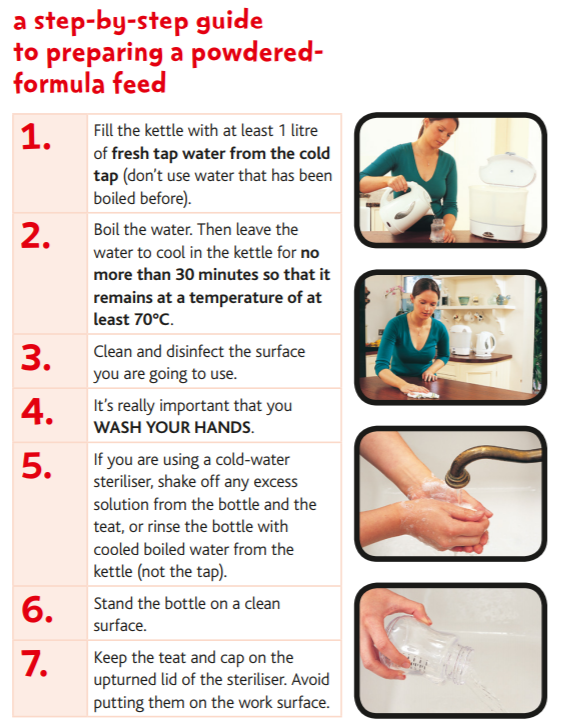 a step-by-step guide
to preparing a powdered-
formula feed
1.
Fill the kettle with at least 1 litre
of fresh tap water from the cold
tap (don't use water that has been
boiled before).
2.
Boil the water. Then leave the
water to cool in the kettle for no
more than 30 minutes so that it
remains at a temperature of at
least 70°C.
3.
Clean and disinfect the surface
you are going to use.
4.
It's really important that you
WASH YOUR HANDS.
5.
If you are using a cold-water
steriliser, shake off any excess
solution from the bottle and the
teat, or rinse the bottle with
cooled boiled water from the
kettle (not the tap).
6.
Stand the bottle on a clean
surface.
7.
Keep the teat and cap on the
upturned lid of the steriliser. Avoid
putting them on the work surface.